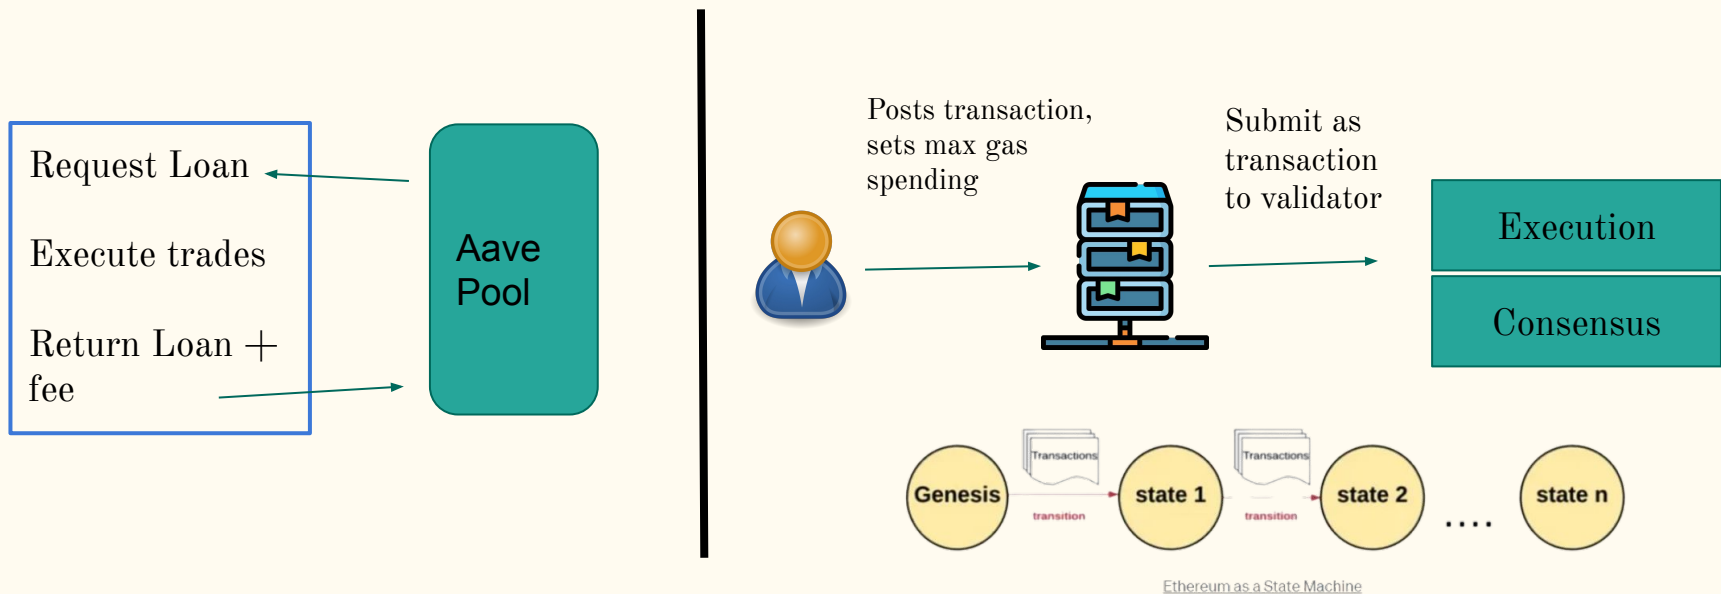 Request Loan
Execute trades
Return Loan +
fee
Aave
Pool
Posts transaction,
sets max gas
spending
Submit as
transaction
to validator
Execution
Consensus
Transactions
Transactions
Genesis
state 1
state 2
....
state n
transition
transition
Ethereum as a State Machine